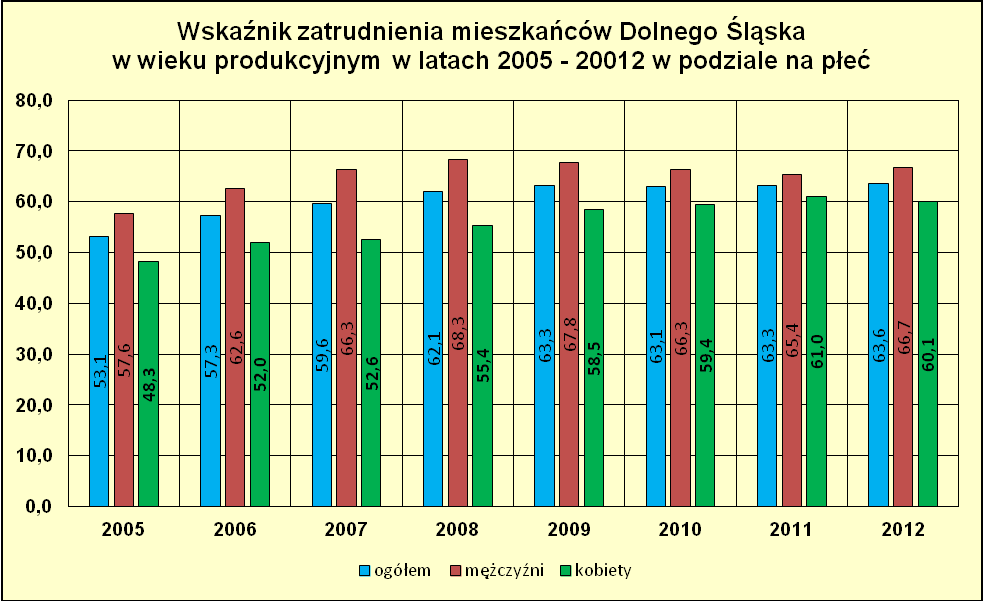 Wskaźnik zatrudnienia mieszkańców Dolnego Śląska
w wieku produkcyjnym w latach 2005 - 20012 w podziale na płeć
80,0
70,0
60,0
50,0
40,0
30,0
20,0
10,0
0,0
53,1 57,6 48,3 57,3 62,6 52,0 59,6 66,3 52,6 62,1 68,3 55,4 63,3 67,8 58,5 63,1 66,3 59,4 63,3 65,4 61,0 63,6 66,7 60,1
2005 2006 2007 2008 2009 2010 2011 2012
ogółem mężczyźni kobiety